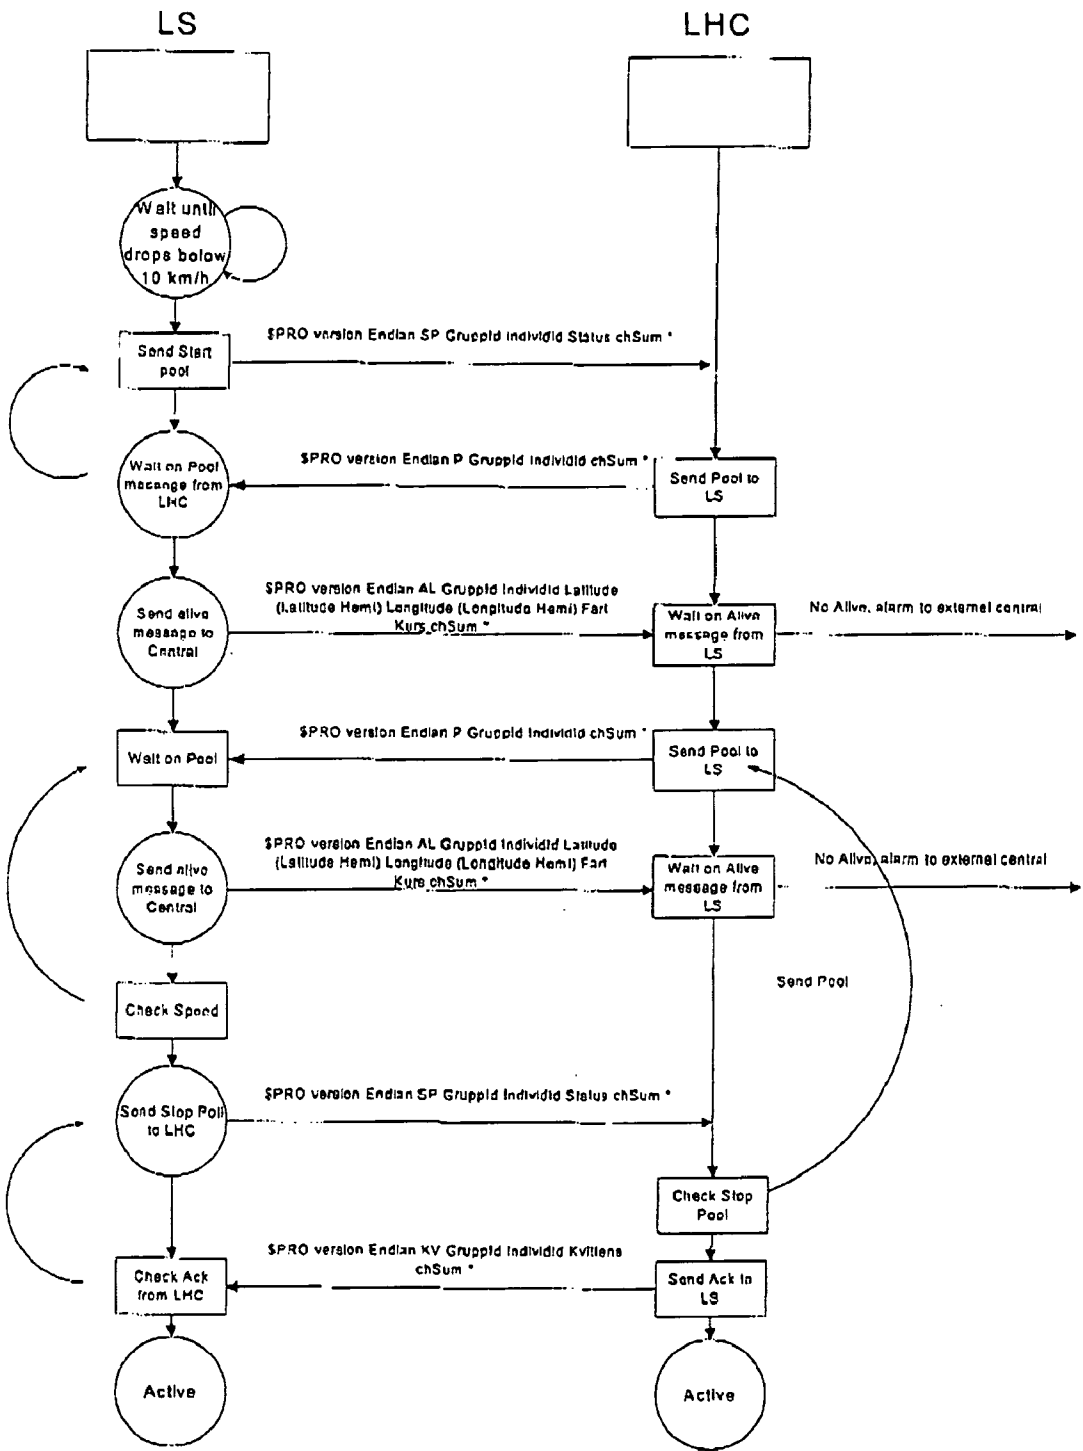 LS
LHC
Wait until
speed
drops below
10 km/h
$PRO version Endian SP GruppId IndividId Status chSum *
Send Start
pool
$PRO version Endian P GruppId IndividId chSum *
Wait on Pool
message from
LHC
Send Pool to
LS
$PRO version Endian AL GruppId IndividId Latitude
(Latitude Hemi) Longitude (Longitude Hemi) Fart
Kurs chSum *
Send alive
message to
Central
Wait on Alive
message from
LS
No Alive, alarm to external central
$PRO version Endian P GruppId IndividId chSum *
Wait on Pool
Send Pool to
LS
$PRO version Endian AL GruppId IndividId Latitude
(Latitude Hemi) Longitude (Longitude Hemi) Fart
Kurs chSum *
Send alive
message to
Central
Wait on Alive
message from
LS
No Alive, alarm to external central
Send Pool
Check Speed
$PRO version Endian SP GruppId IndividId Status chSum *
Send Stop Poll
to LHC
Check Stop
Pool
$PRO version Endian KV GruppId IndividId Kvittens
chSum *
Check Ack
from LHC
Send Ack to
LS
Active
Active